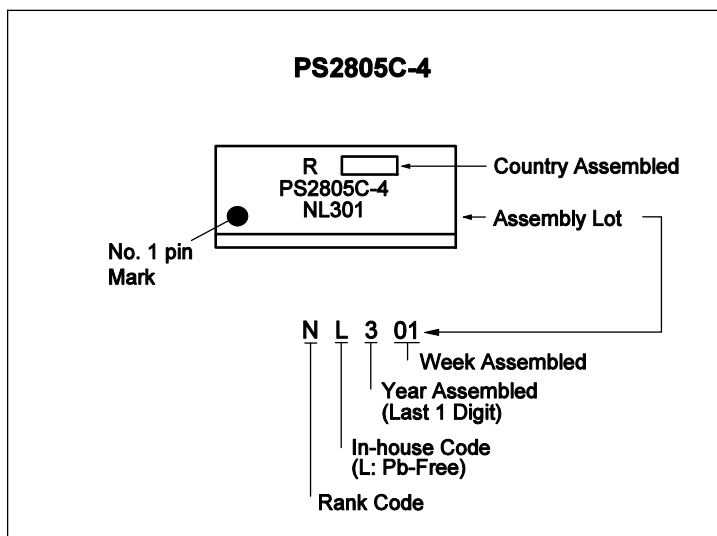 PS2805C-4
R
Country Assembled
PS2805C-4
NL301
Assembly Lot
No. 1 pin
Mark
N L 3 01
Week Assembled
Year Assembled
(Last 1 Digit)
In-house Code
(L: Pb-Free)
Rank Code